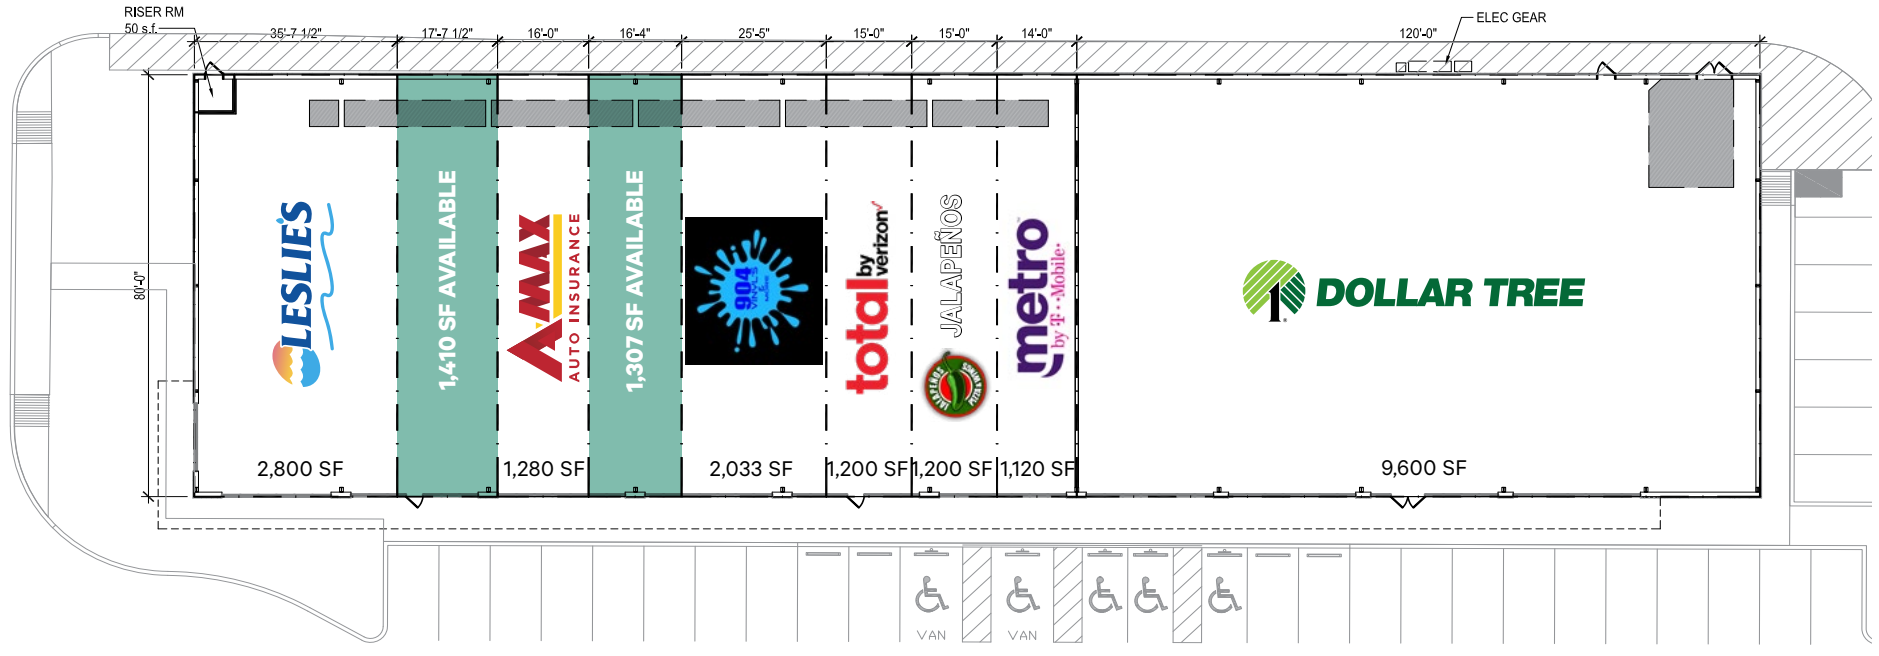 RISER RM
50 s.f.
ELEC GEAR
35'-7 1/2"
17'-7 1/2"
16'-0"
16'-4"
25'-5"
15'-0"
15'-0"
14'-0"
120'-0"
80'-0"
LESLIE'S
1,410 SF AVAILABLE
A-MAX
AUTO INSURANCE
1,307 SF AVAILABLE
904
VINYLS
&
total by verizon
JALAPEÑOS
JALAPEÑOS
metro
by T-Mobile
1
DOLLAR TREE
2,800 SF
1,280 SF
2,033 SF
1,200 SF
1,200 SF
1,120 SF
9,600 SF
VAN
VAN